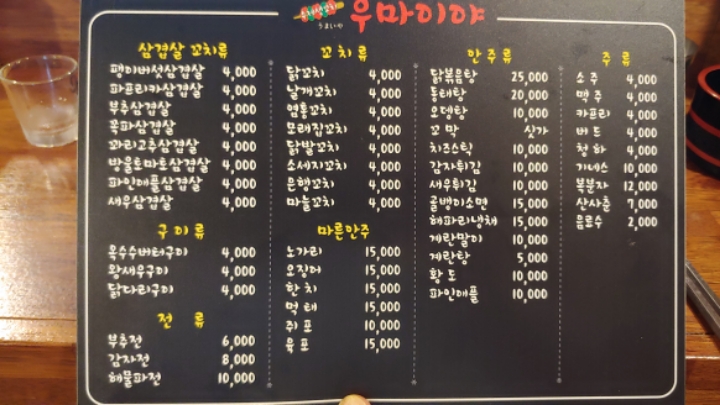 우마이야
삼겹살 꼬치류
팽이버섯삼겹살 4,000
파프리카삼겹살 4,000
부추삼겹살 4,000
쪽파삼겹살 4,000
꽈리고추삼겹살 4,000
방울토마토삼겹살 4,000
파인애플삼겹살 4,000
새우삼겹살 4,000
구이류
옥수수버터구이 4,000
왕새우구이 4,000
닭다리구이 4,000
전 류
부추전 6,000
감자전 8,000
해물파전 10,000
꼬치류
닭꼬치 4,000
날개꼬치 4,000
염통꼬치 4,000
모래집꼬치 4,000
닭발꼬치 4,000
소세지꼬치 4,000
은행꼬치 4,000
마늘꼬치 4,000
마른안주
노가리 15,000
오징어 15,000
한 치 15,000
먹 태 15,000
쥐 포 10,000
육 포 15,000
안주류
닭볶음탕 25,000
동태탕 20,000
오뎅탕 10,000
꼬 막 싯가
치즈스틱 10,000
감자튀김 10,000
새우튀김 10,000
골뱅이소면 15,000
해파리냉채 15,000
계란말이 10,000
계란탕 5,000
황 도 10,000
파인애플 10,000
주 류
소 주 4,000
맥 주 4,000
카프리 4,000
버 드 4,000
청 하 4,000
기네스 10,000
복분자 12,000
산사춘 7,000
음료수 2,000